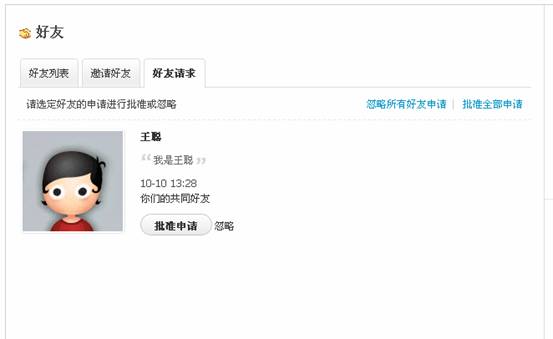 好友
好友列表 邀请好友 好友请求
请选定好友的申请进行批准或忽略 忽略所有好友申请 | 批准全部申请
王聪
“ 我是王聪 ”
10-10 13:28
你们的共同好友
批准申请 忽略